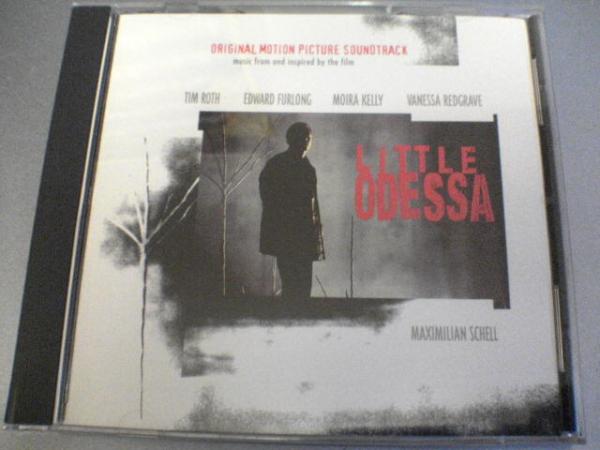 ORIGINAL MOTION PICTURE SOUNDTRACK
music from and inspired by the film
TIM ROTH EDWARD FURLONG MOIRA KELLY VANESSA REDGRAVE
LITTLE
ODESSA
MAXIMILIAN SCHELL